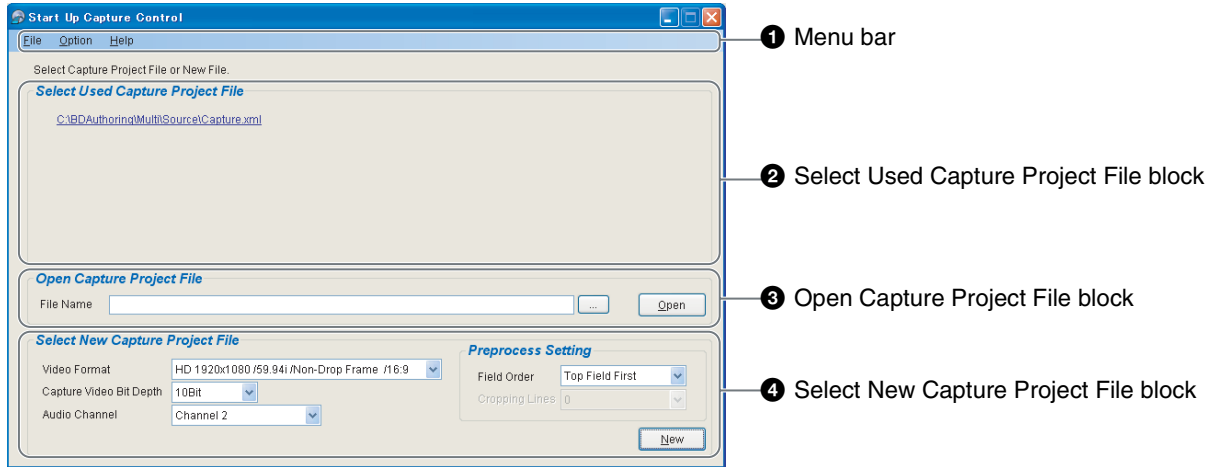 Start Up Capture Control
File Option Help
❶ Menu bar
Select Capture Project File or New File.
Select Used Capture Project File
C:\BDAuthoring\Multi\Source\Capture.xml
❷ Select Used Capture Project File block
Open Capture Project File
File Name ... Open
❸ Open Capture Project File block
Select New Capture Project File
Video Format HD 1920x1080 /59.94i /Non-Drop Frame /16:9
Capture Video Bit Depth 10Bit
Audio Channel Channel 2
Preprocess Setting
Field Order Top Field First
Cropping Lines 0
New
❹ Select New Capture Project File block